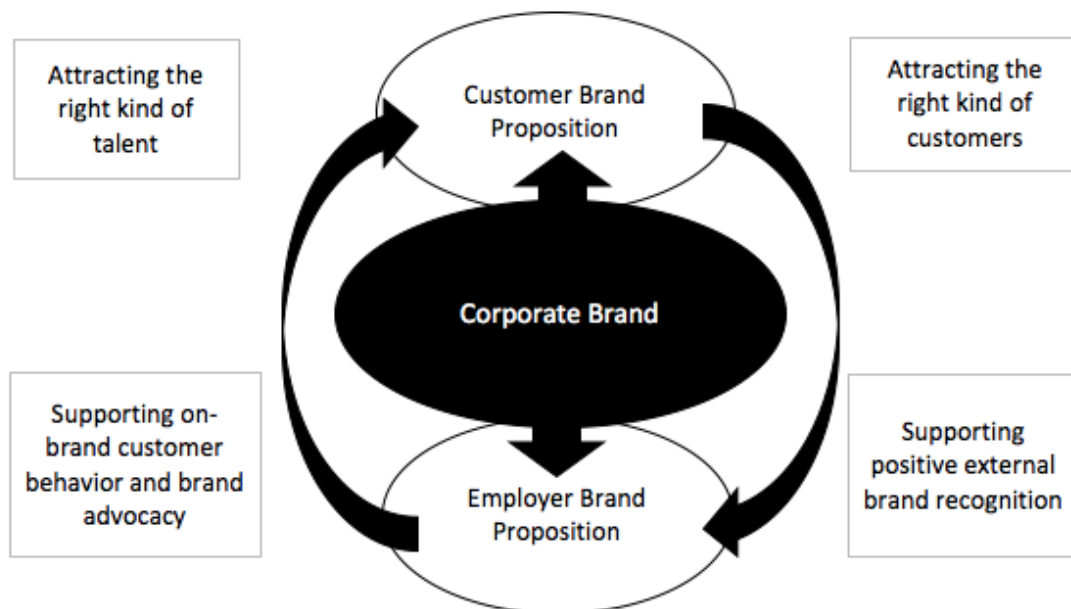 Attracting the
right kind of
talent
Customer Brand
Proposition
Attracting the
right kind of
customers
Corporate Brand
Supporting on-
brand customer
behavior and brand
advocacy
Employer Brand
Proposition
Supporting
positive external
brand recognition